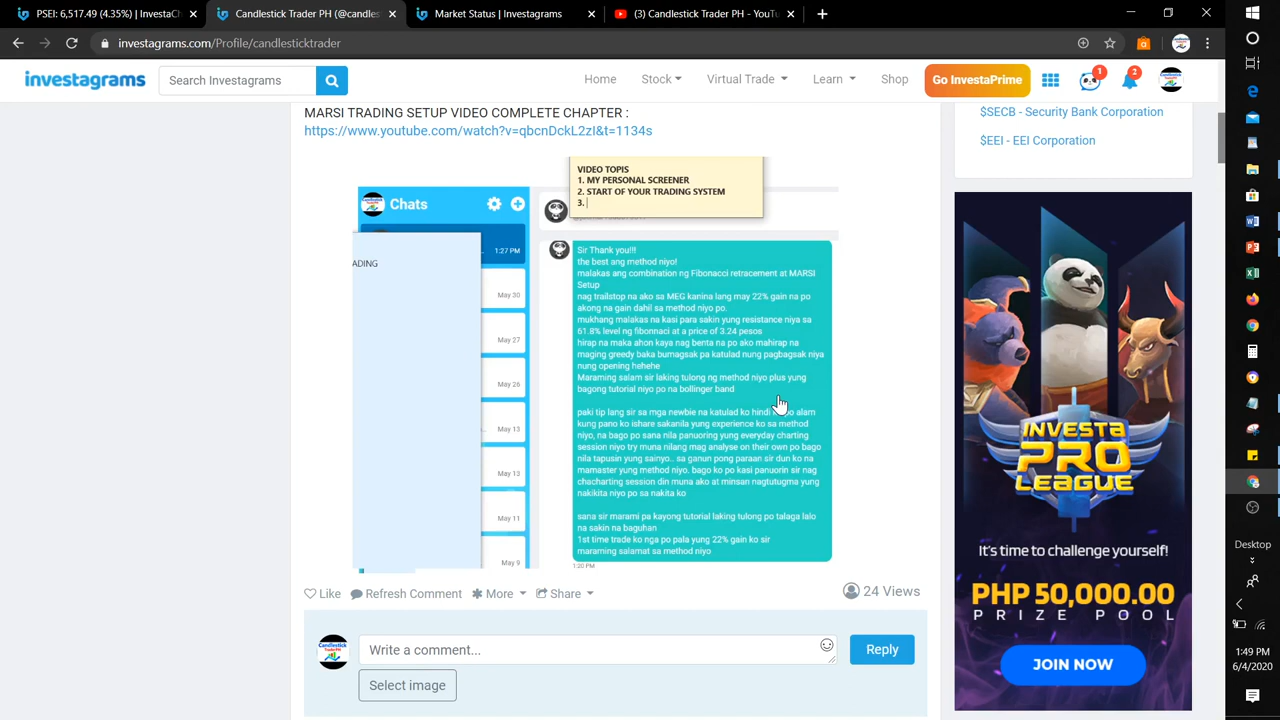 PSEI: 6,517.49 (4.35%) | InvestaC
Candlestick Trader PH (@candles
Market Status | Investagrams
(3) Candlestick Trader PH - YouTu
investagrams.com/Profile/candlesticktrader
investagrams
Search Investagrams
Home
Stock
Virtual Trade
Learn
Shop
Go InvestaPrime
1
2
MARSI TRADING SETUP VIDEO COMPLETE CHAPTER :
https://www.youtube.com/watch?v=qbcnDckL2zI&t=1134s
$SECB - Security Bank Corporation
$EEI - EEI Corporation
VIDEO TOPIS
1. MY PERSONAL SCREENER
2. START OF YOUR TRADING SYSTEM
3.
Chats
ADING
1:27 PM
May 30
May 27
May 26
May 13
May 13
May 11
May 9
Sir Thank you!!!
the best ang method niyo!
malakas ang combination ng Fibonacci retracement at MARSI
Setup
nag trailstop na ako sa MEG kanina lang may 22% gain na po
akong na gain dahil sa method niyo po.
mukhang malakas na kasi para sakin yung resistance niya sa
61.8% level ng fibonnaci at a price of 3.24 pesos
hirap na maka ahon kaya nag benta na po ako mahirap na
maging greedy baka bumagsak pa katulad nung pagbagsak niya
nung opening hehehe
Maraming salam sir laking tulong ng method niyo plus yung
bagong tutorial niyo po na bollinger band
paki tip lang sir sa mga newbie na katulad ko hindi alam
kung pano ko ishare sakanila yung experience ko sa method
niyo, na bago po sana nila panuoring yung everyday charting
session niyo try muna nilang mag analyse on their own po bago
nila tapusin yung sainyo.. sa ganun pong paraan sir dun ko na
mamaster yung method niyo. bago ko po kasi panuorin sir nag
chacharting session din muna ako at minsan nagtutugma yung
nakikita niyo po sa nakita ko
sana sir marami pa kayong tutorial laking tulong po talaga lalo
na sakin na baguhan
1st time trade ko nga po pala yung 22% gain ko sir
mararning salamat sa method niyo
1:20 PM
Like
Refresh Comment
More
Share
24 Views
Write a comment...
Reply
Select image
INVESTA
PRO
LEAGUE
It's time to challenge yourself!
PHP 50,000.00
PRIZE POOL
JOIN NOW
Desktop
1:49 PM
6/4/2020